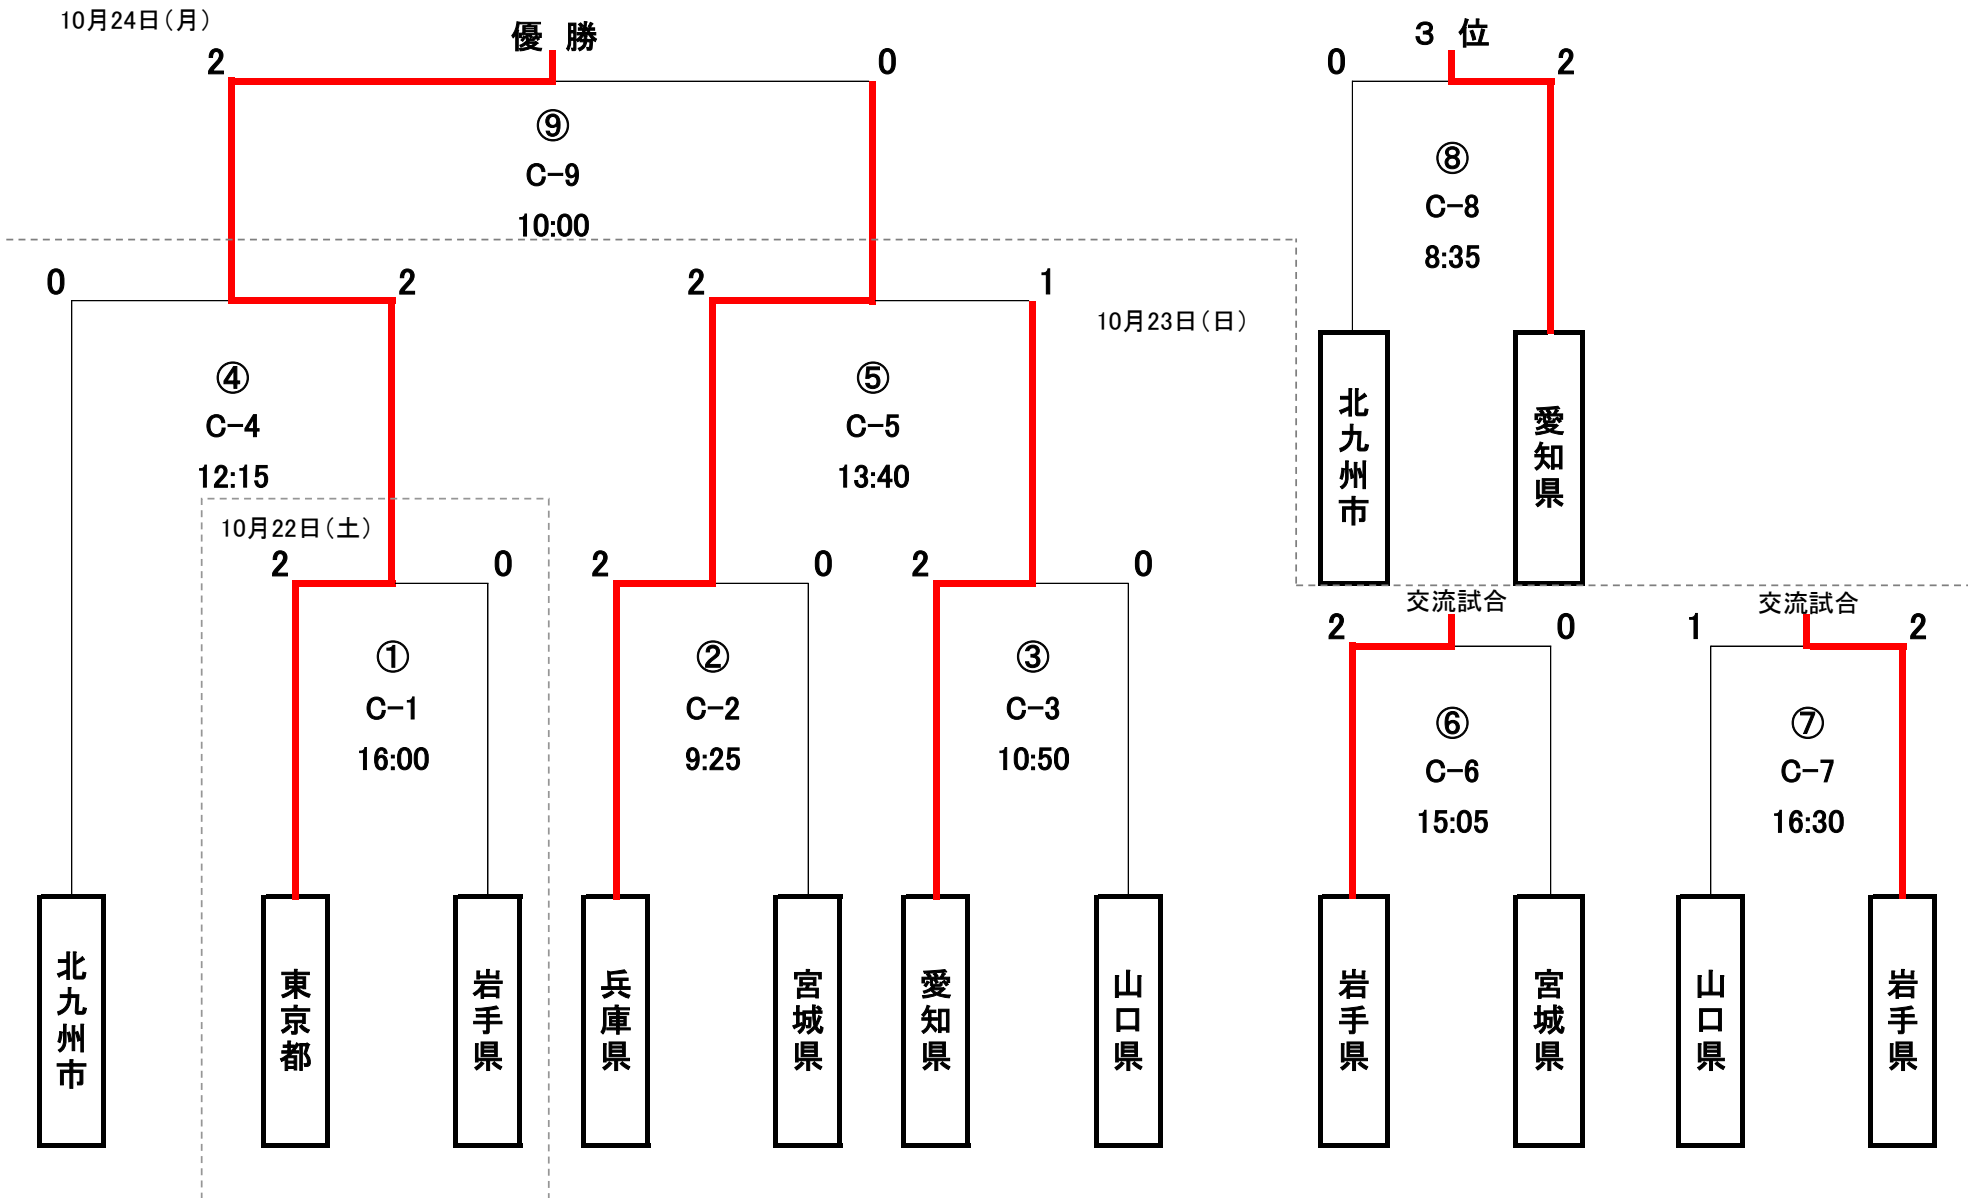 10月24日(月)
優 勝
3 位
2
0
0
2
⑨
C-9
10:00
⑧
C-8
8:35
0
2
2
1
10月23日(日)
④
C-4
12:15
⑤
C-5
13:40
北九州市
愛知県
10月22日(土)
2
0
2
0
2
0
交流試合
交流試合
2
0
1
2
①
C-1
16:00
②
C-2
9:25
③
C-3
10:50
⑥
C-6
15:05
⑦
C-7
16:30
北九州市
東京都
岩手県
兵庫県
宮城県
愛知県
山口県
岩手県
宮城県
山口県
岩手県